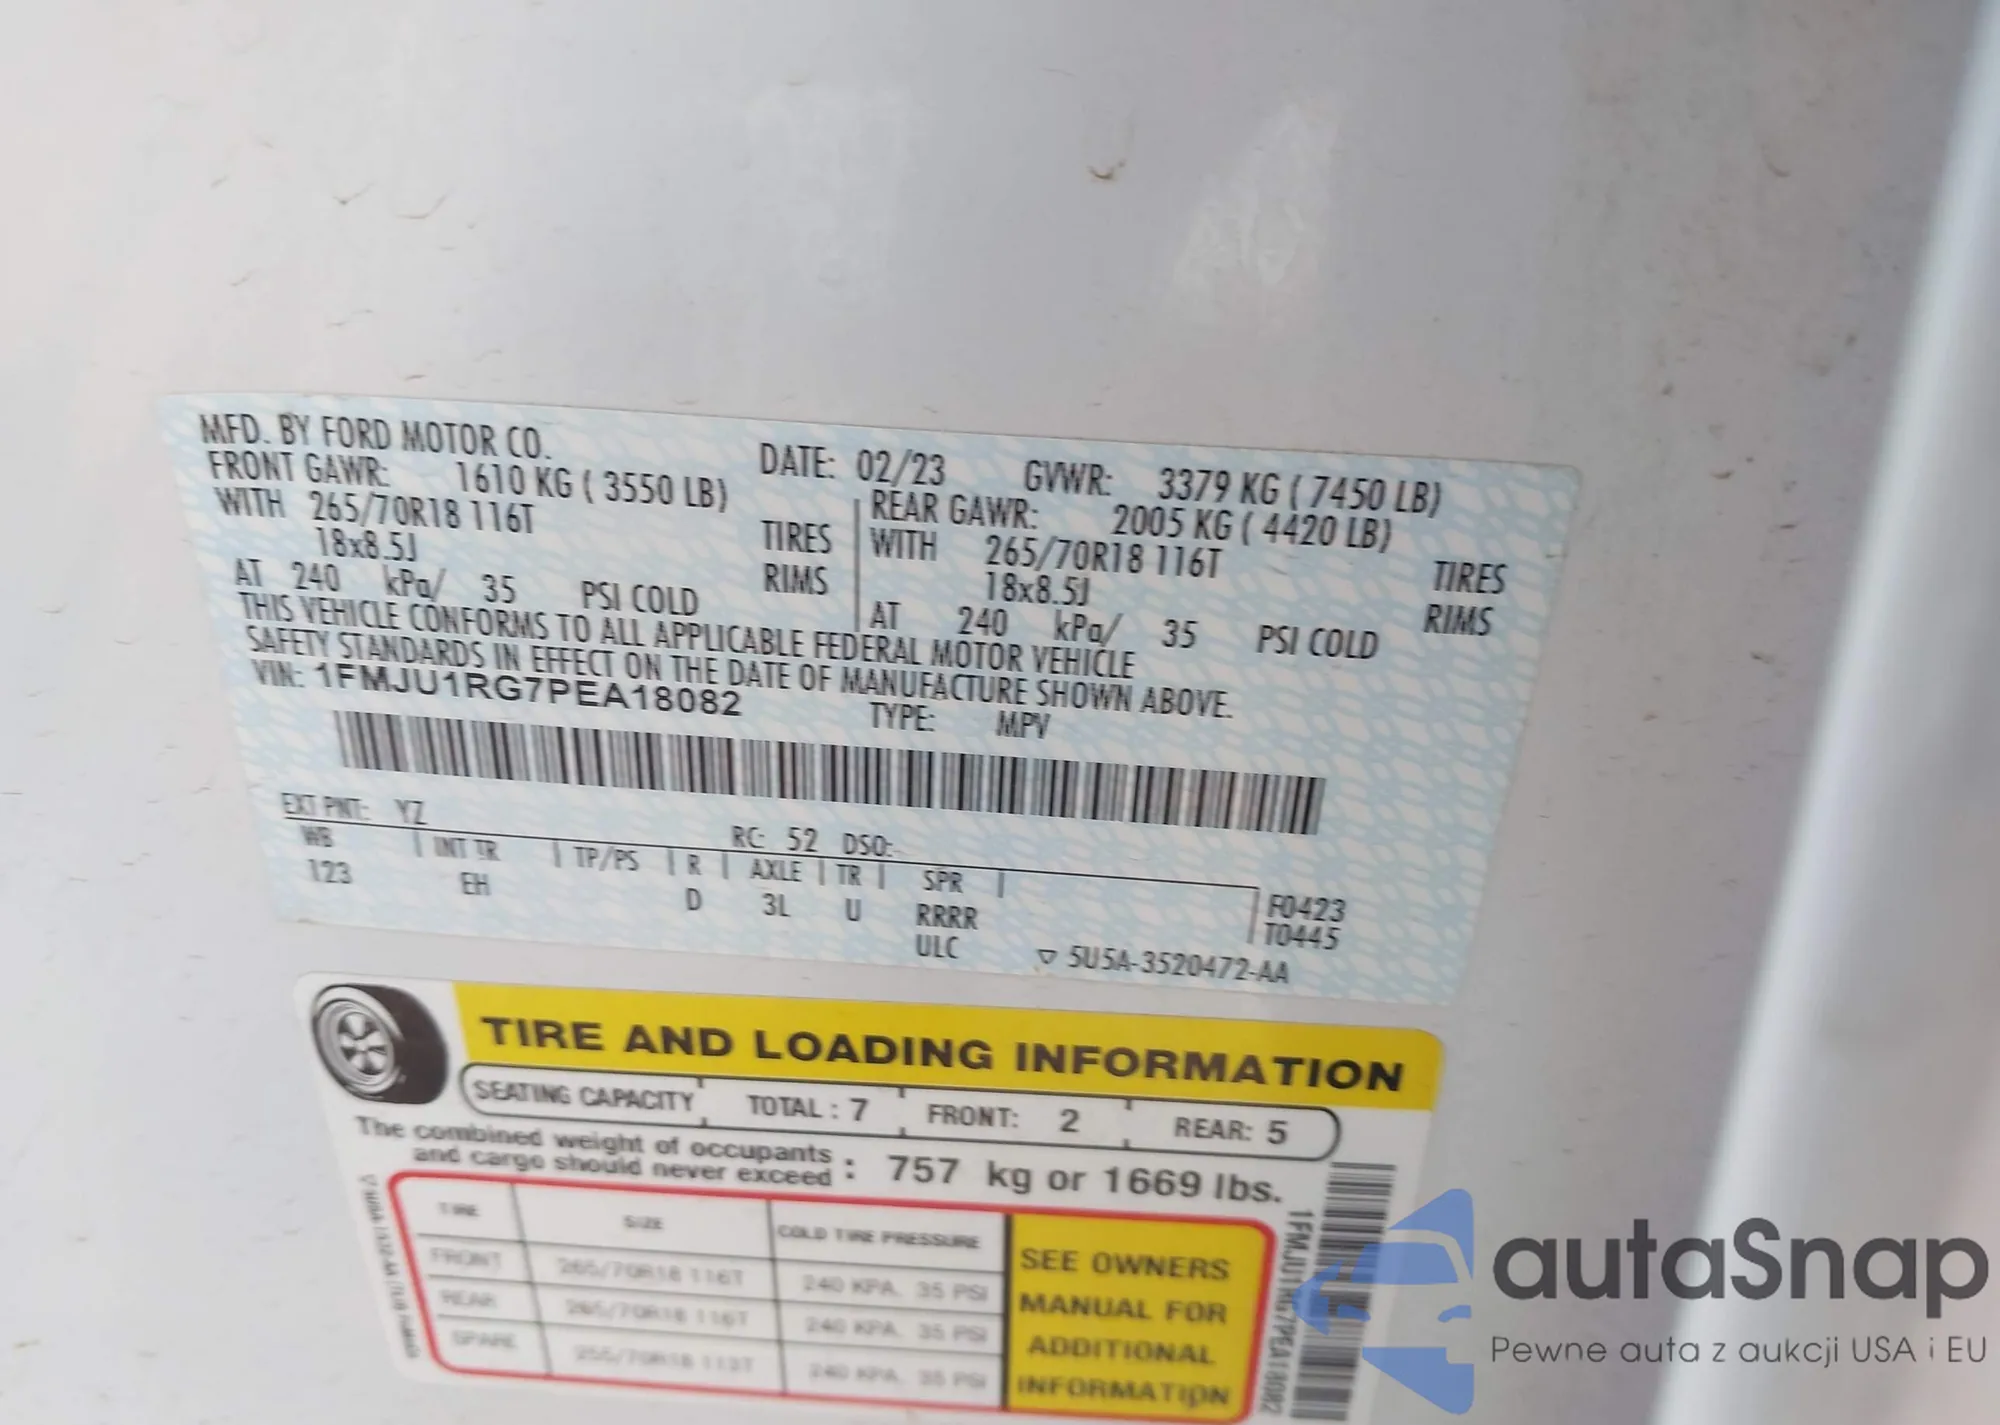 MFD. BY FORD MOTOR CO.
DATE: 02/23 GVWR: 3379 KG ( 7450 LB)
FRONT GAWR: 1610 KG ( 3550 LB)
WITH 265/70R18 116T TIRES
18x8.5J RIMS
AT 240 kPa/ 35 PSI COLD
REAR GAWR: 2005 KG ( 4420 LB)
WITH 265/70R18 116T TIRES
18x8.5J RIMS
AT 240 kPa/ 35 PSI COLD
THIS VEHICLE CONFORMS TO ALL APPLICABLE FEDERAL MOTOR VEHICLE
SAFETY STANDARDS IN EFFECT ON THE DATE OF MANUFACTURE SHOWN ABOVE.
VIN: 1FMJU1RG7PEA18082 TYPE: MPV
EXT PNT: YZ RC: 52 DSO:
WB INT TR TP/PS R AXLE TR SPR
123 EH D 3L U RRRR
ULC
F0423
T0445
▽ 5U5A-3520472-AA
TIRE AND LOADING INFORMATION
SEATING CAPACITY TOTAL : 7 FRONT: 2 REAR: 5
The combined weight of occupants
and cargo should never exceed : 757 kg or 1669 lbs.
TIRE SIZE COLD TIRE PRESSURE
FRONT 265/70R18 116T 240 KPA, 35 PSI
REAR 265/70R18 116T 240 KPA, 35 PSI
SPARE 255/70R18 113T 240 KPA, 35 PSI
SEE OWNERS
MANUAL FOR
ADDITIONAL
INFORMATION
1FMJU1RG7PEA18082
autaSnap
Pewne auta z aukcji USA i EU